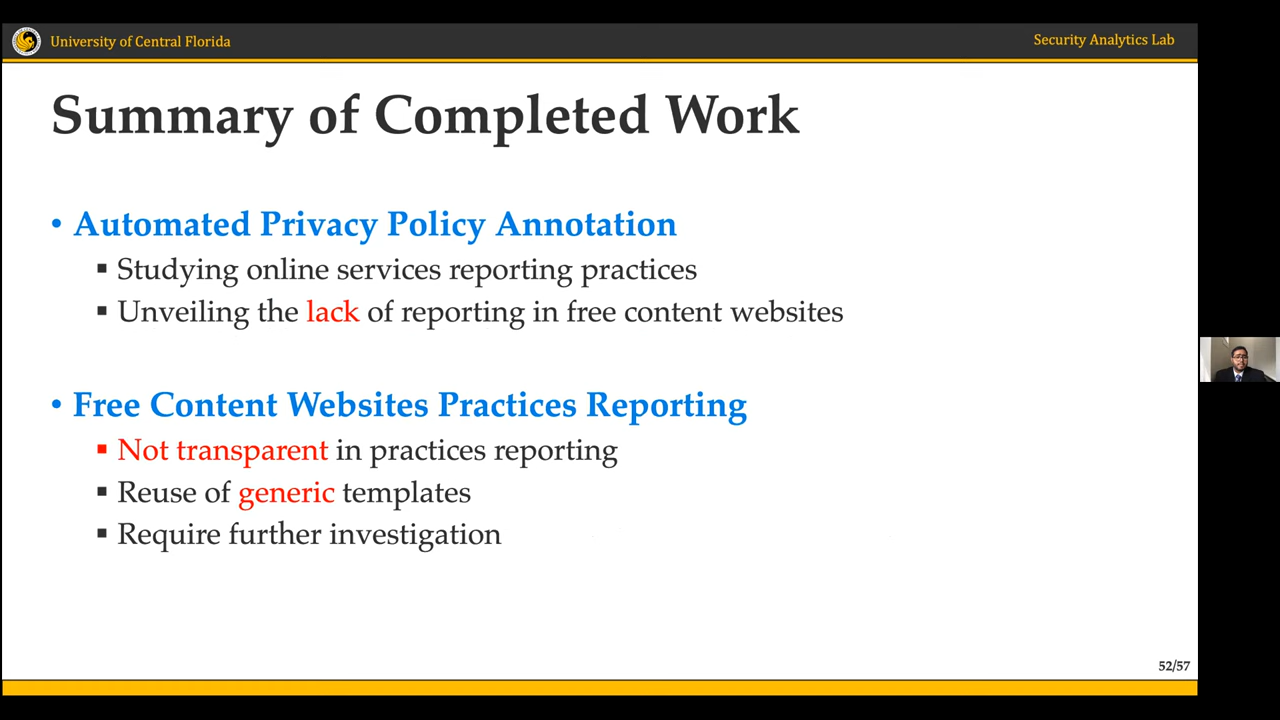 University of Central Florida
Security Analytics Lab
Summary of Completed Work
• Automated Privacy Policy Annotation
▪ Studying online services reporting practices
▪ Unveiling the lack of reporting in free content websites
• Free Content Websites Practices Reporting
▪ Not transparent in practices reporting
▪ Reuse of generic templates
▪ Require further investigation
52/57